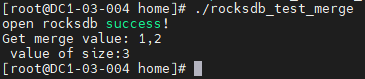 [root@DC1-03-004 home]# ./rocksdb_test_merge
open rocksdb success!
Get merge value: 1,2
 value of size:3
[root@DC1-03-004 home]#